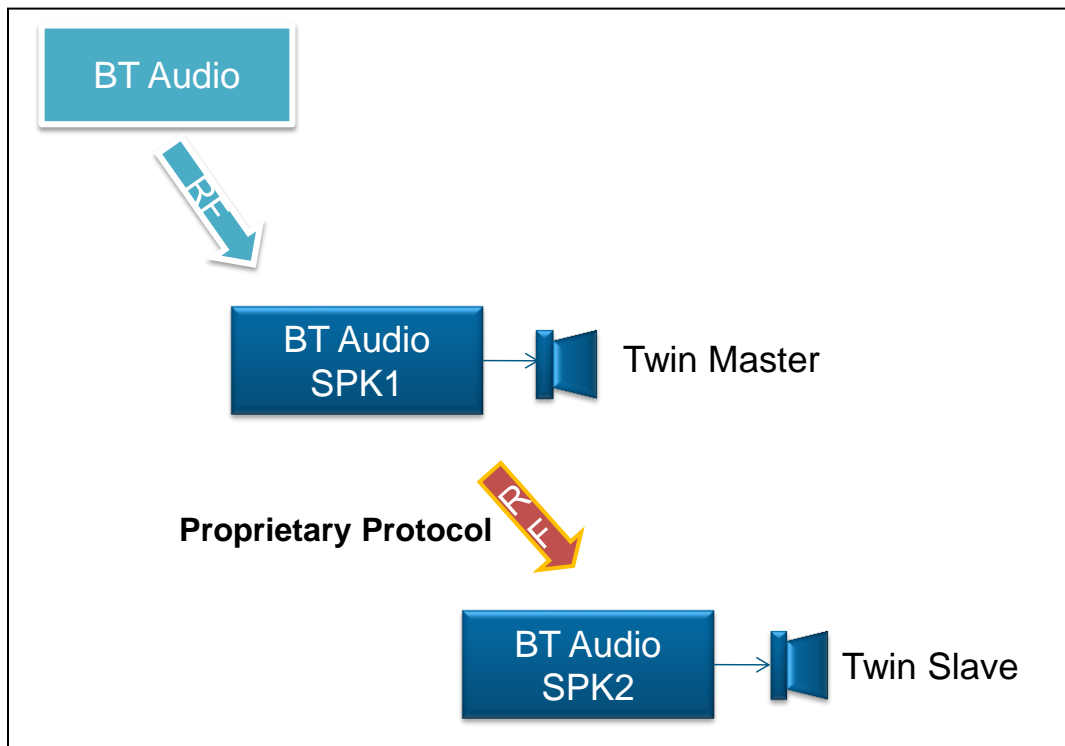 BT Audio
RF
BT Audio
SPK1
Twin Master
Proprietary Protocol
RF
BT Audio
SPK2
Twin Slave